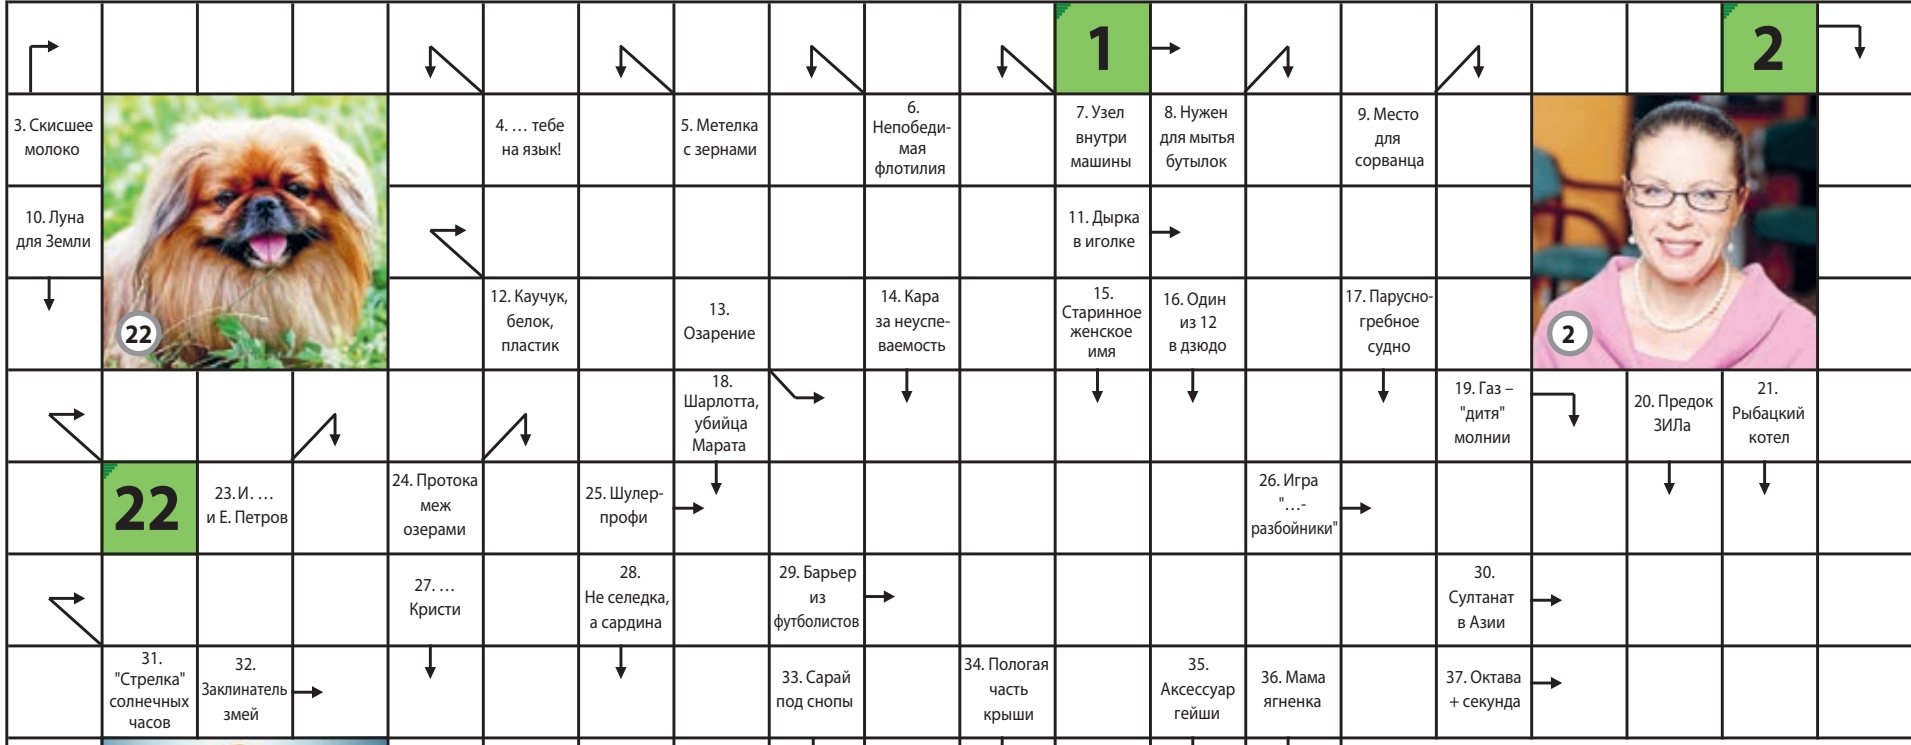 1
2
3. Скисшее
молоко
4. ... тебе
на язык!
5. Метелка
с зернами
6.
Непобеди-
мая
флотилия
7. Узел
внутри
машины
8. Нужен
для мытья
бутылок
9. Место
для
сорванца
10. Луна
для Земли
11. Дырка
в иголке
22
12. Каучук,
белок,
пластик
13.
Озарение
14. Кара
за неуспе-
ваемость
15.
Старинное
женское
имя
16. Один
из 12
в дзюдо
17. Парусно-
гребное
судно
2
18.
Шарлотта,
убийца
Марата
19. Газ –
"дитя"
молнии
20. Предок
ЗИЛа
21.
Рыбацкий
котел
22
23. И. ...
и Е. Петров
24. Протока
меж
озерами
25. Шулер-
профи
26. Игра
"...-
разбойники"
27. ...
Кристи
28.
Не селедка,
а сардина
29. Барьер
из
футболистов
30.
Султанат
в Азии
31.
"Стрелка"
солнечных
часов
32.
Заклинатель
змей
33. Сарай
под снопы
34. Пологая
часть
крыши
35.
Аксессуар
гейши
36. Мама
ягненка
37. Октава
+ секунда